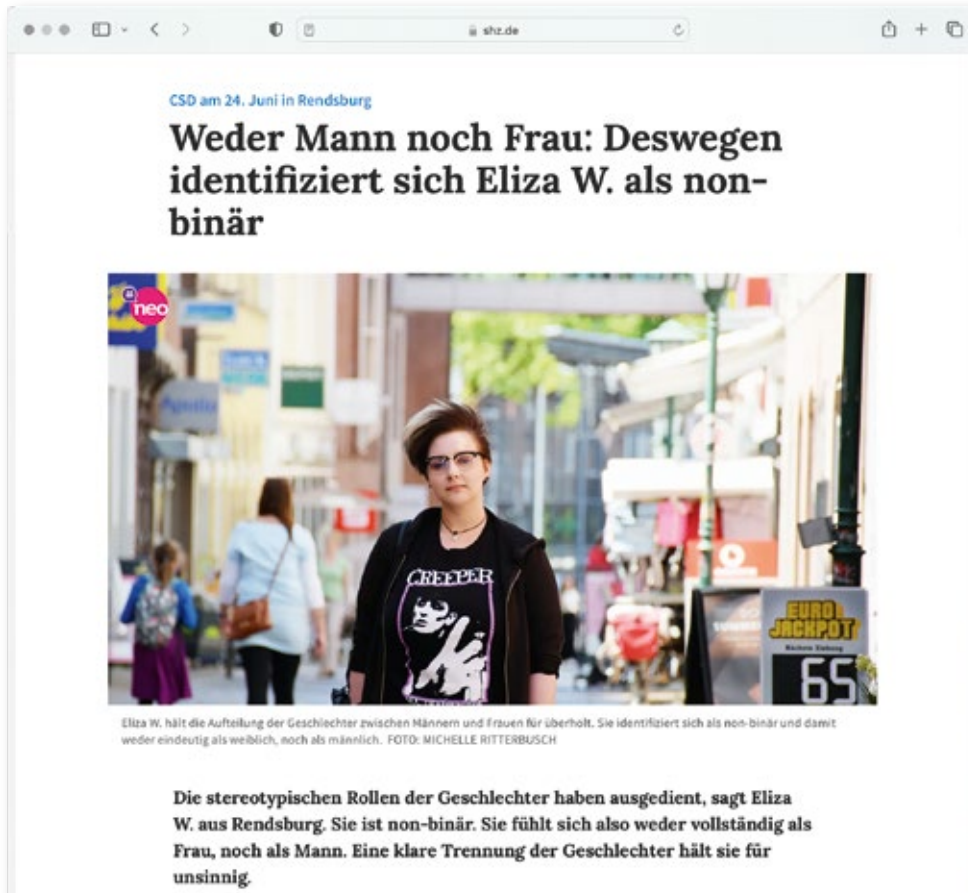 shz.de
CSD am 24. Juni in Rendsburg
Weder Mann noch Frau: Deswegen
identifiziert sich Eliza W. als non-
binär
neo
Apollo
CREEPER
EURO
JACKPOT
Nächste Ziehung
65
Eliza W. hält die Aufteilung der Geschlechter zwischen Männern und Frauen für überholt. Sie identifiziert sich als non-binär und damit
weder eindeutig als weiblich, noch als männlich. FOTO: MICHELLE RITTERBUSCH
Die stereotypischen Rollen der Geschlechter haben ausgedient, sagt Eliza
W. aus Rendsburg. Sie ist non-binär. Sie fühlt sich also weder vollständig als
Frau, noch als Mann. Eine klare Trennung der Geschlechter hält sie für
unsinnig.